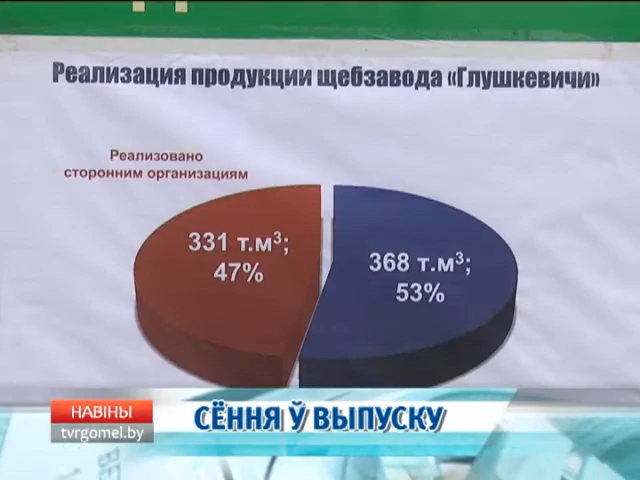 Реализация продукции щебзавода «Глушкевичи»
Реализовано
сторонним организациям
331 т.м³;
47%
368 т.м³;
53%
НАВІНЫ
tvrgomel.by
СЁННЯ Ў ВЫПУСКУ